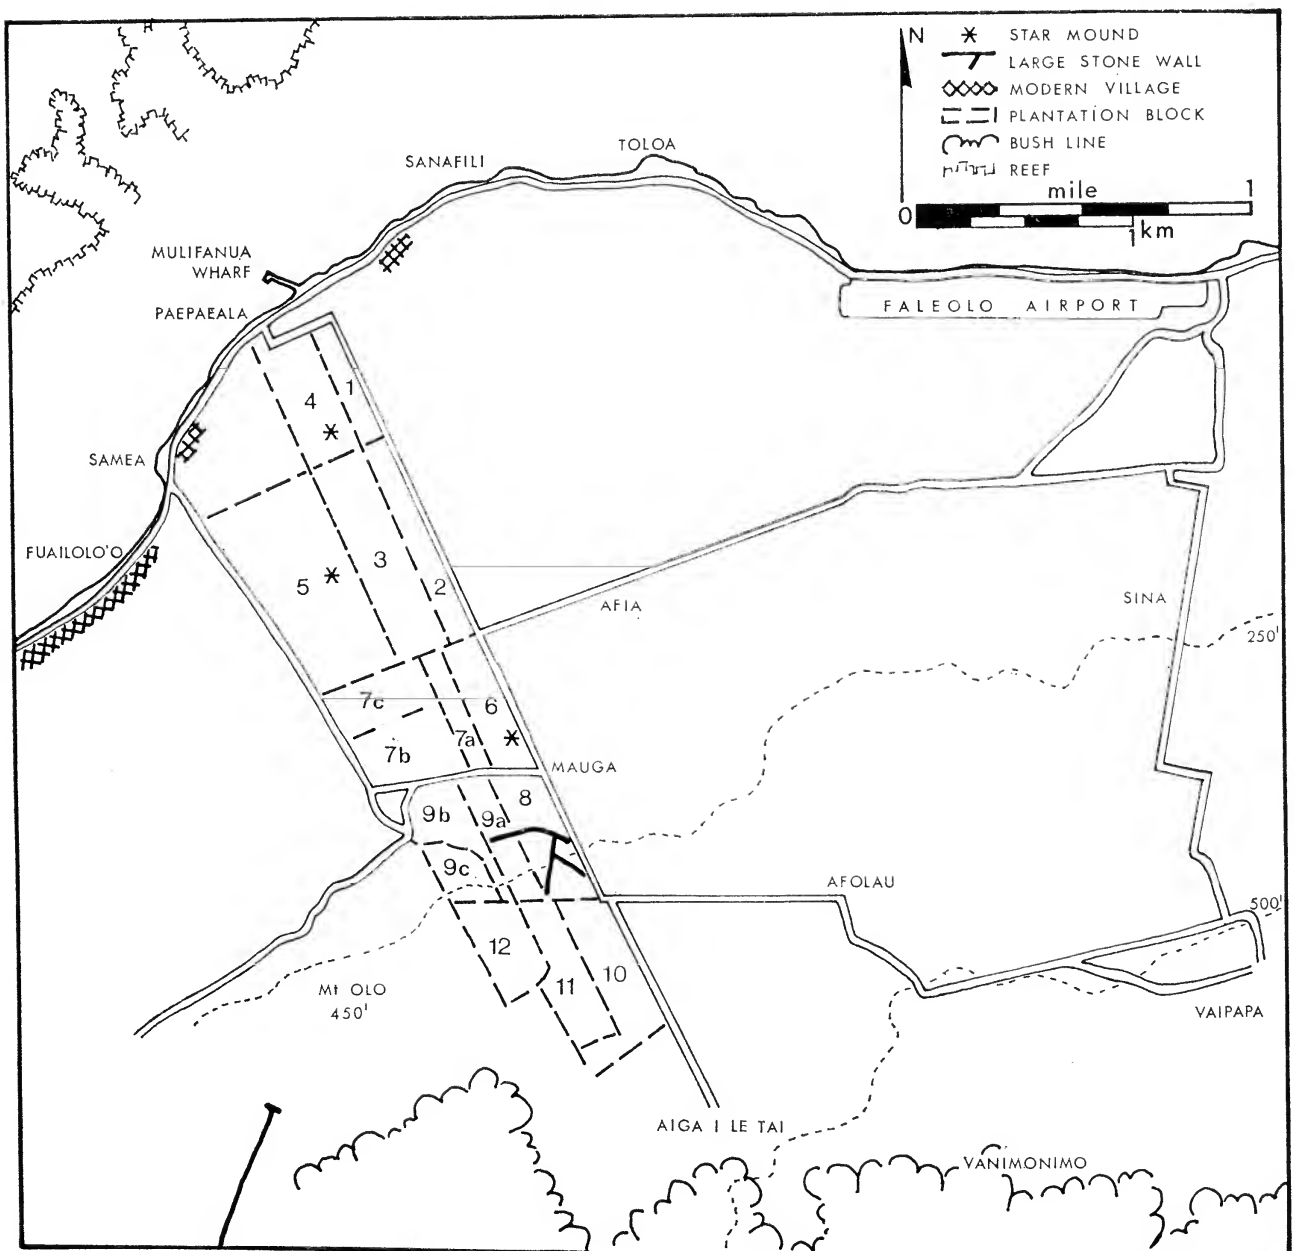 N
STAR MOUND
LARGE STONE WALL
MODERN VILLAGE
PLANTATION BLOCK
BUSH LINE
REEF
mile
0
1
1km
TOLOA
SANAFILI
MULIFANUA
WHARF
PAEPAEALA
FALEOLO AIRPORT
4
1
SAMEA
FUAILOLO'O
5
3
2
AFIA
SINA
250'
7c
6
7b
7a
MAUGA
8
9b
9a
9c
AFOLAU
500'
12
10
11
Mt OLO
450'
VAIPAPA
AIGA I LE TAI
VANIMONIMO